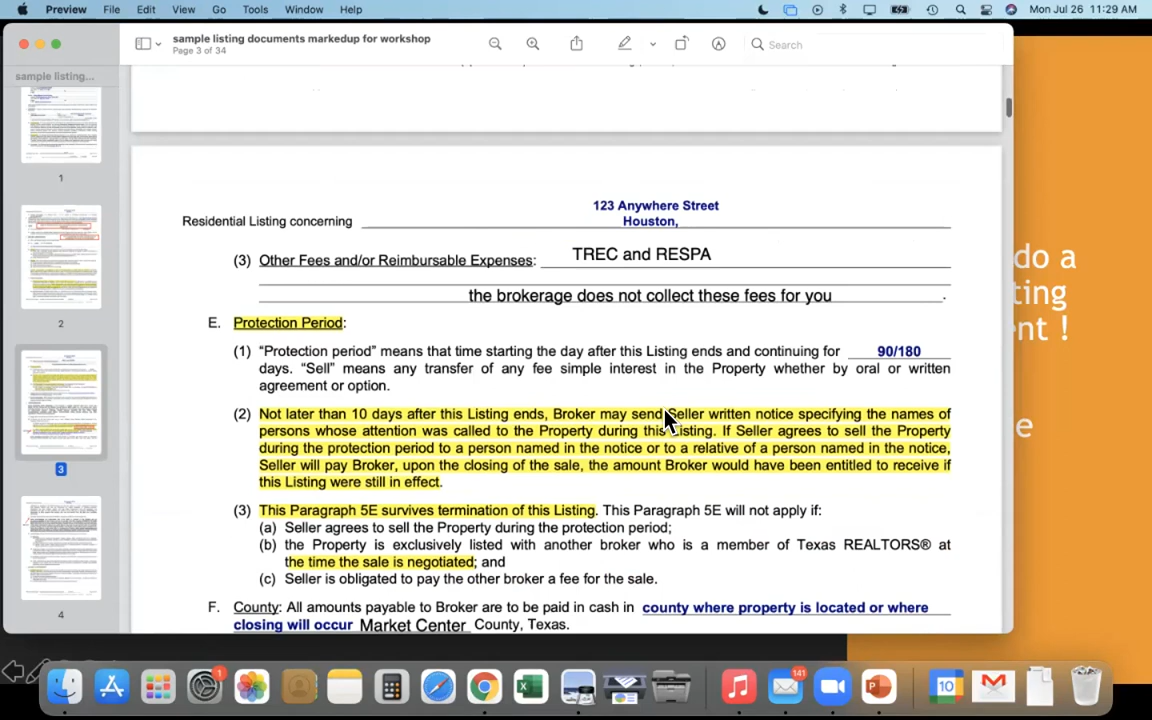 Preview File Edit View Go Tools Window Help Mon Jul 26 11:29 AM
sample listing documents markedup for workshop
Page 3 of 34
Search
sample listing...
1
2
3
4
123 Anywhere Street
Residential Listing concerning Houston,
(3) Other Fees and/or Reimbursable Expenses: TREC and RESPA
the brokerage does not collect these fees for you.
E. Protection Period:
(1) “Protection period” means that time starting the day after this Listing ends and continuing for 90/180
days. “Sell” means any transfer of any fee simple interest in the Property whether by oral or written
agreement or option.
(2) Not later than 10 days after this Listing ends, Broker may send Seller written notice specifying the names of
persons whose attention was called to the Property during this Listing. If Seller agrees to sell the Property
during the protection period to a person named in the notice or to a relative of a person named in the notice,
Seller will pay Broker, upon the closing of the sale, the amount Broker would have been entitled to receive if
this Listing were still in effect.
(3) This Paragraph 5E survives termination of this Listing. This Paragraph 5E will not apply if:
(a) Seller agrees to sell the Property during the protection period;
(b) the Property is exclusively listed with another broker who is a member of Texas REALTORS® at
the time the sale is negotiated; and
(c) Seller is obligated to pay the other broker a fee for the sale.
F. County: All amounts payable to Broker are to be paid in cash in county where property is located or where
closing will occur Market Center County, Texas.
do a
!
1
141
10